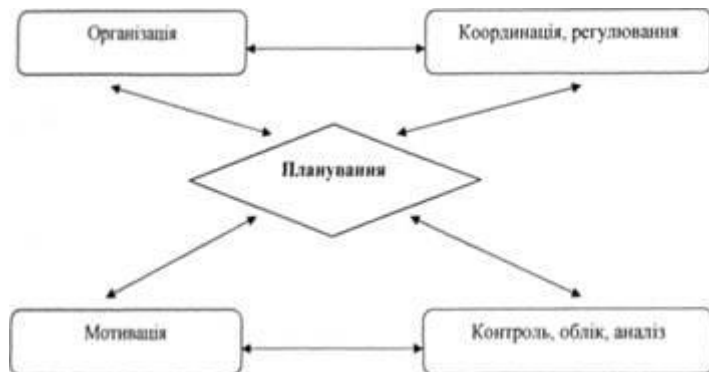 Організація
Координація, регулювання
Планування
Мотивація
Контроль, облік, аналіз